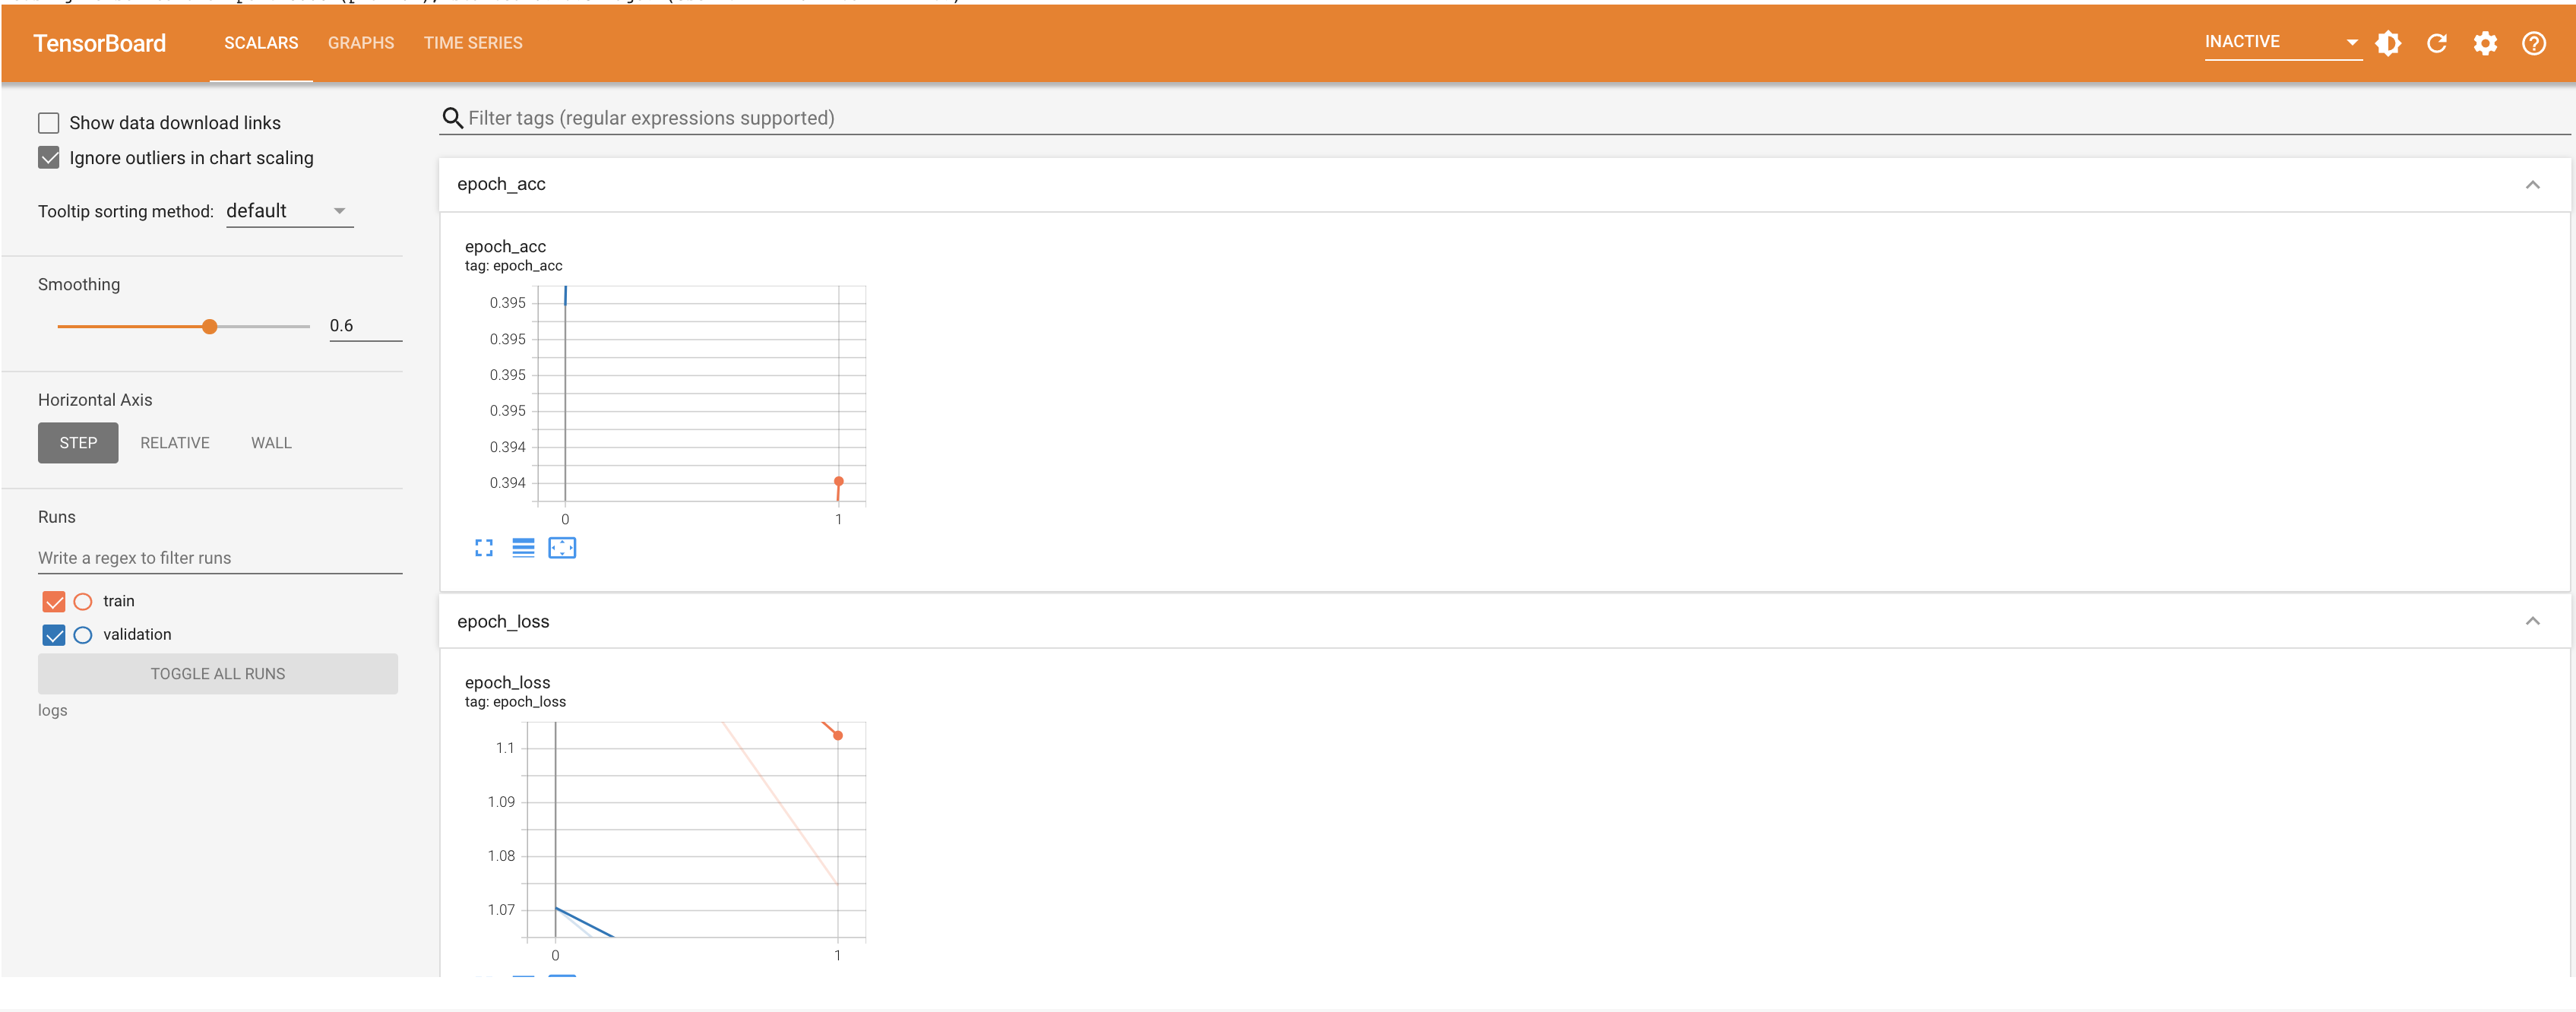 TensorBoard
SCALARS
GRAPHS
TIME SERIES
INACTIVE
Show data download links
Ignore outliers in chart scaling
Tooltip sorting method: default
Smoothing
0.6
Horizontal Axis
STEP
RELATIVE
WALL
Runs
Write a regex to filter runs
train
validation
TOGGLE ALL RUNS
logs
Filter tags (regular expressions supported)
epoch_acc
epoch_acc
tag: epoch_acc
0.395
0.395
0.395
0.395
0.394
0.394
0
1
epoch_loss
epoch_loss
tag: epoch_loss
1.1
1.09
1.08
1.07
0
1